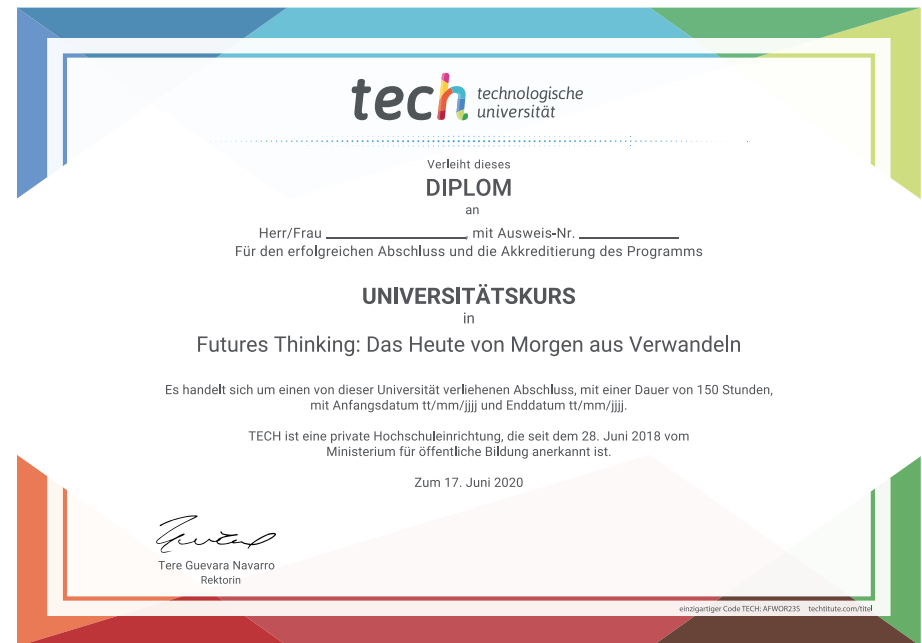 tech technologische
universität
Verleiht dieses
DIPLOM
an
Herr/Frau ____________________, mit Ausweis-Nr. ______________
Für den erfolgreichen Abschluss und die Akkreditierung des Programms
UNIVERSITÄTSKURS
in
Futures Thinking: Das Heute von Morgen aus Verwandeln
Es handelt sich um einen von dieser Universität verliehenen Abschluss, mit einer Dauer von 150 Stunden,
mit Anfangsdatum tt/mm/jjjj und Enddatum tt/mm/jjjj.
TECH ist eine private Hochschuleinrichtung, die seit dem 28. Juni 2018 vom
Ministerium für öffentliche Bildung anerkannt ist.
Zum 17. Juni 2020
Tere Guevara Navarro
Rektorin
einzigartiger Code TECH: AFWOR235 techtitute.com/titel